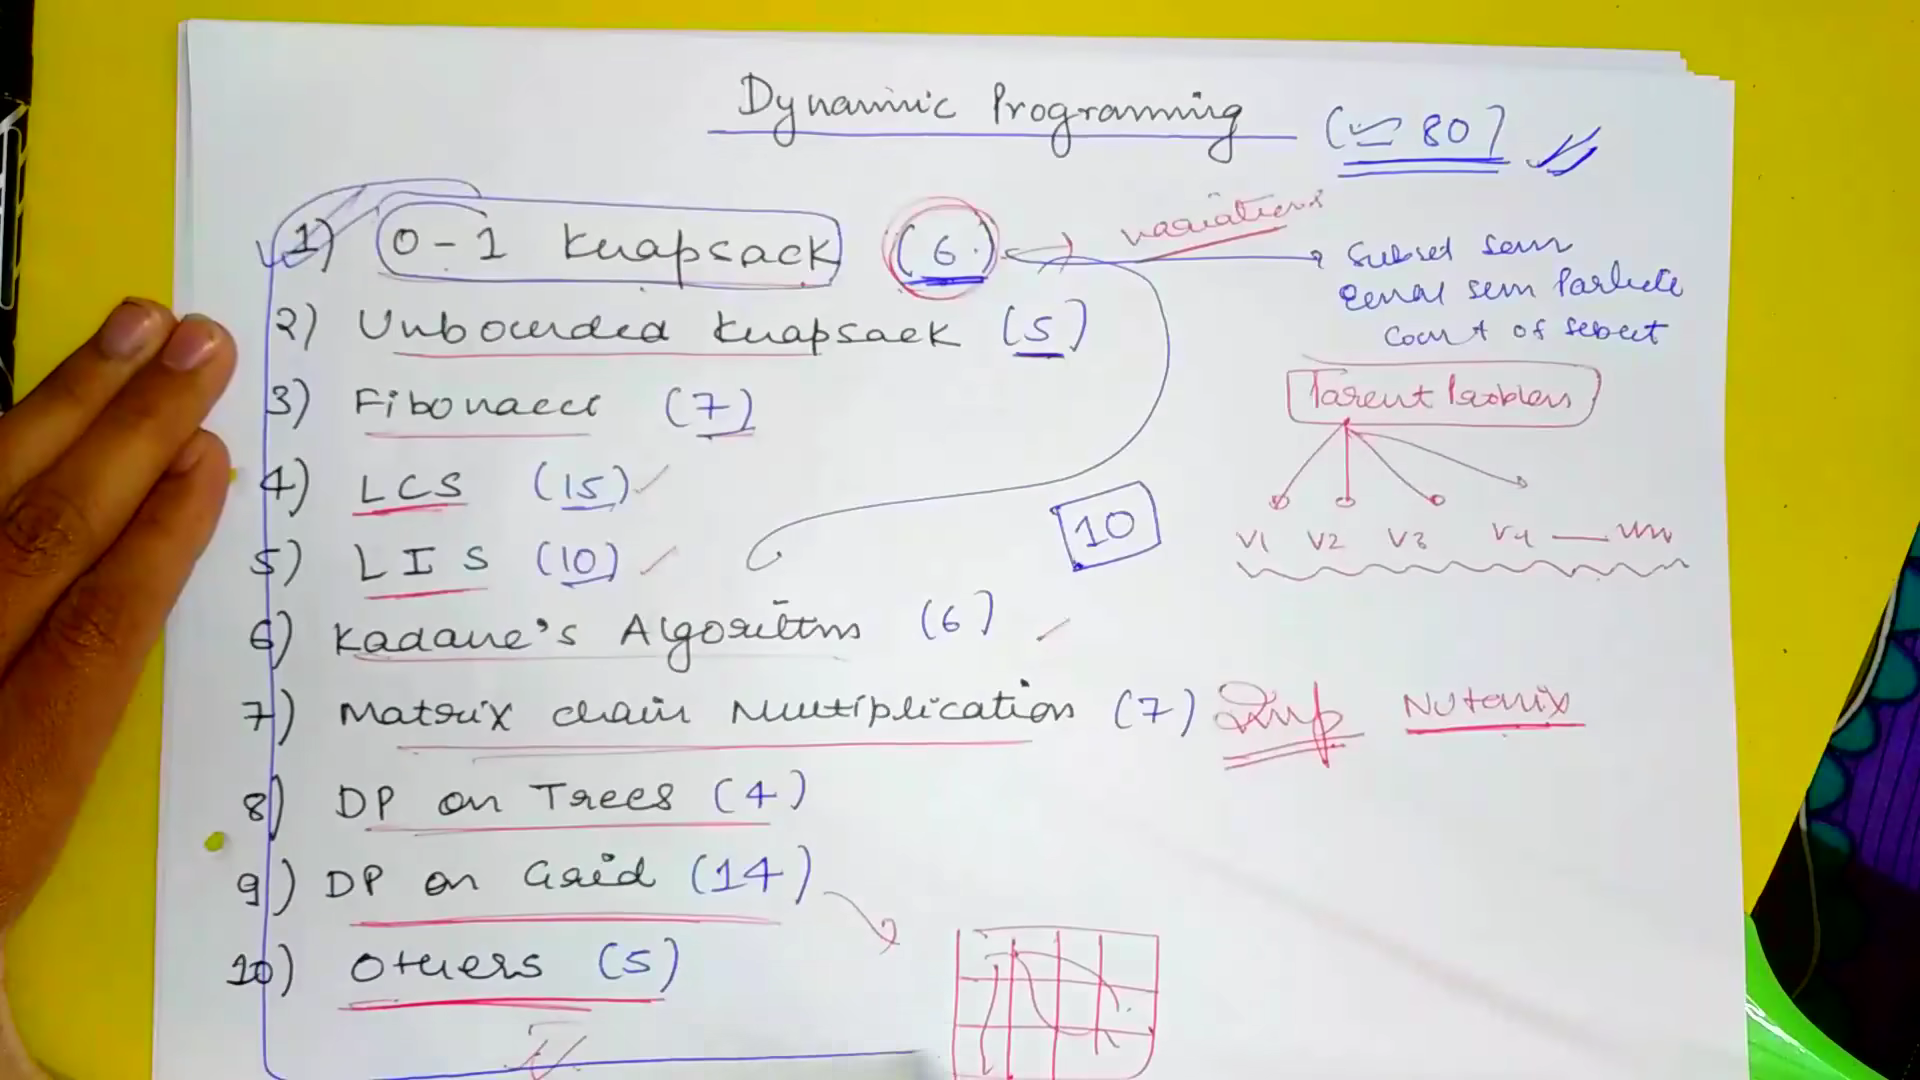 Dynamic Programming (≃ 80)
1) 0-1 Knapsack (6)
variations
Subset sum
Equal sum Partition
Count of subset
2) Unbounded Knapsack (5)
3) Fibonacci (7)
Parent Problem
4) LCS (15)
V1 V2 V3 V4
5) LIS (10)
10
6) Kadane's Algorithm (6)
7) Matrix chain Multiplication (7) Imp Nutanix
8) DP on Trees (4)
9) DP on Grid (14)
10) Others (5)